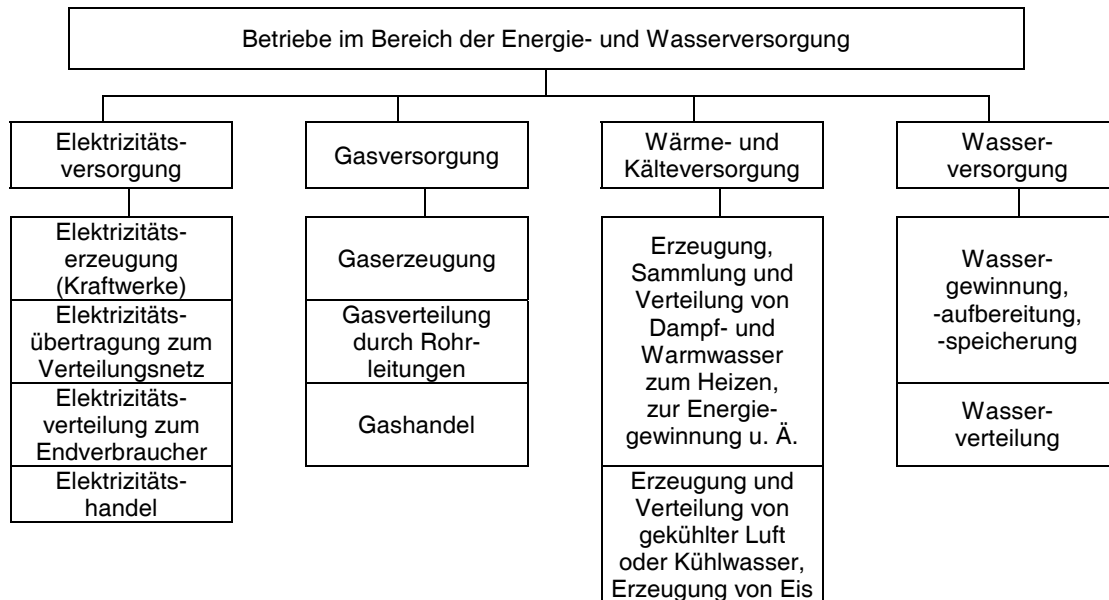 Betriebe im Bereich der Energie- und Wasserversorgung
Elektrizitäts-
versorgung
Gasversorgung
Wärme- und
Kälteversorgung
Wasser-
versorgung
Elektrizitäts-
erzeugung
(Kraftwerke)
Elektrizitäts-
übertragung zum
Verteilungsnetz
Elektrizitäts-
verteilung zum
Endverbraucher
Elektrizitäts-
handel
Gaserzeugung
Gasverteilung
durch Rohr-
leitungen
Gashandel
Erzeugung,
Sammlung und
Verteilung von
Dampf- und
Warmwasser
zum Heizen,
zur Energie-
gewinnung u. Ä.
Erzeugung und
Verteilung von
gekühlter Luft
oder Kühlwasser,
Erzeugung von Eis
Wasser-
gewinnung,
-aufbereitung,
-speicherung
Wasser-
verteilung